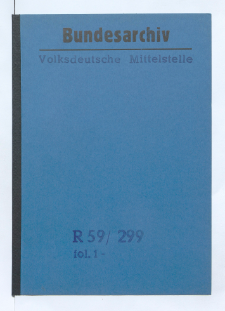 Bundesarchiv
Volksdeutsche Mittelstelle
R 59/ 299
fol. 1-